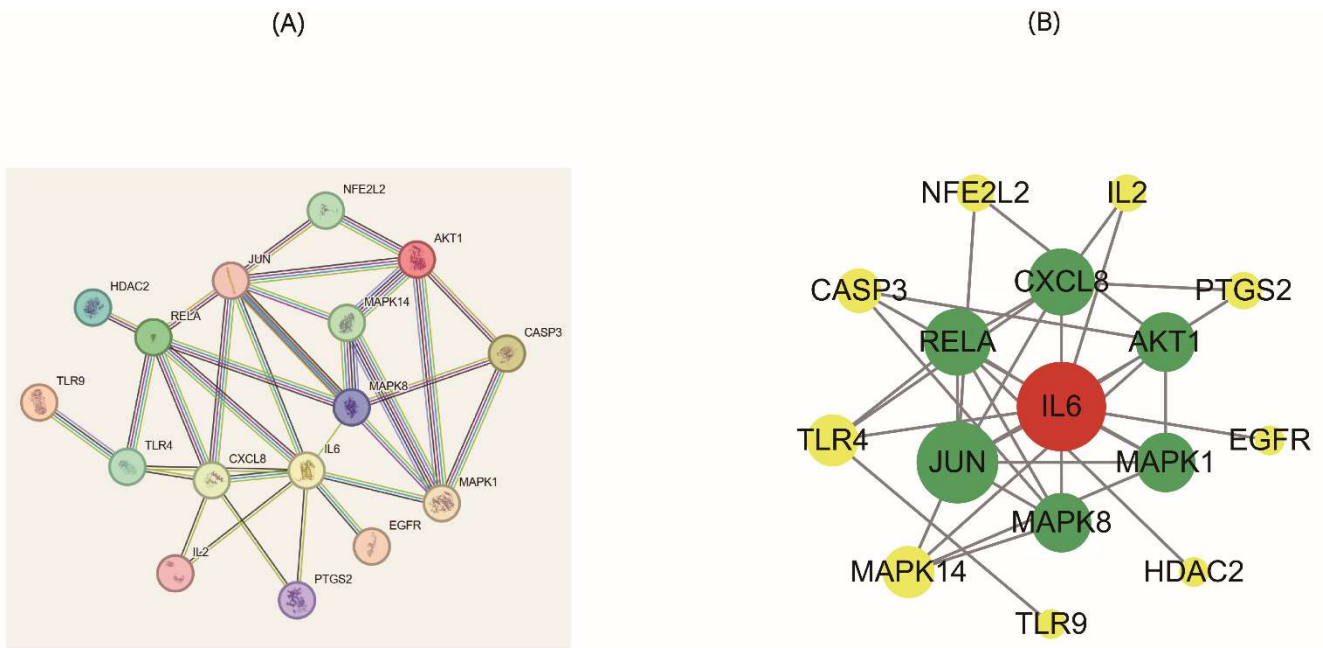 (A)
NFE2L2
AKT1
JUN
HDAC2
MAPK14
RELA
CASP3
TLR9
MAPK8
TLR4
CXCL8
IL6
MAPK1
EGFR
IL2
PTGS2
(B)
NFE2L2
IL2
CASP3
CXCL8
PTGS2
RELA
AKT1
IL6
TLR4
EGFR
JUN
MAPK1
MAPK8
MAPK14
HDAC2
TLR9